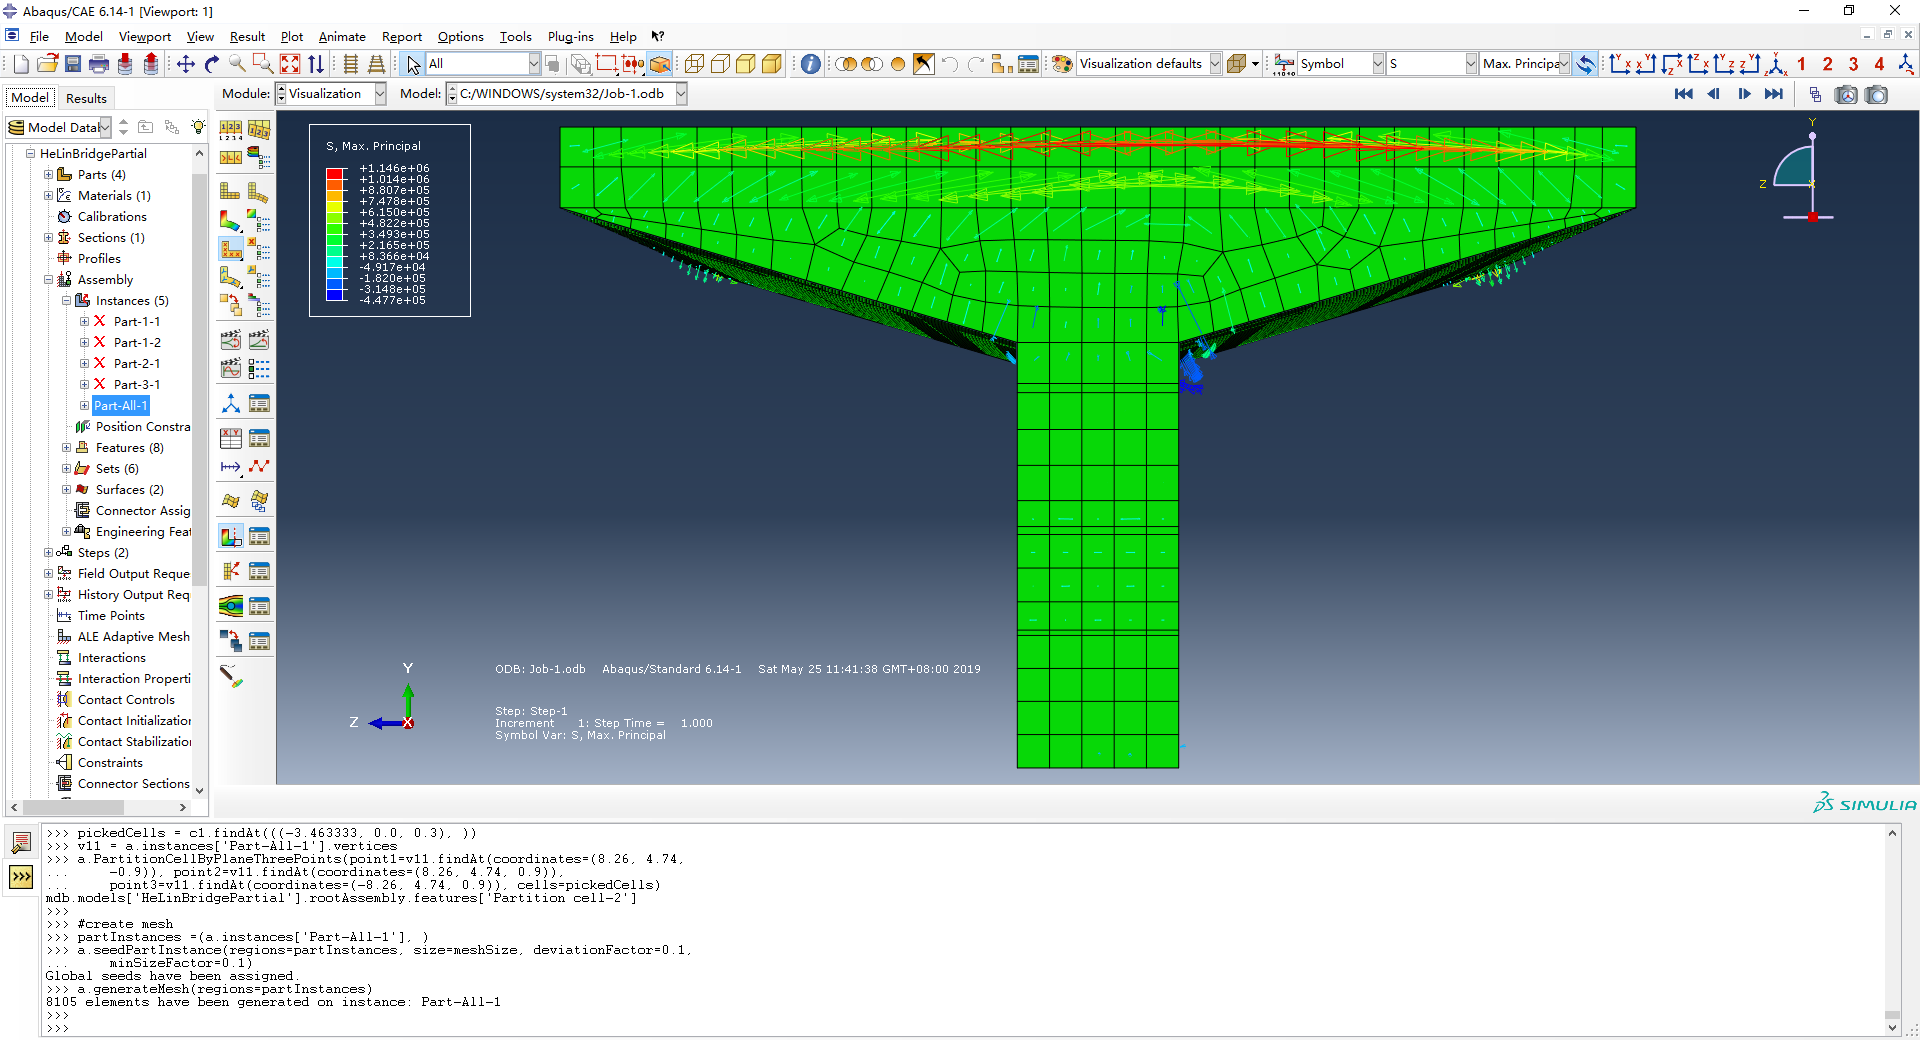 Abaqus/CAE 6.14-1 [Viewport: 1]
File Model Viewport View Result Plot Animate Report Options Tools Plug-ins Help
All Visualization defaults Symbol S Max. Principa 1 2 3 4
Model Results Module: Visualization Model: C:/WINDOWS/system32/Job-1.odb
Model Datab
HeLinBridgePartial
Parts (4)
Materials (1)
Calibrations
Sections (1)
Profiles
Assembly
Instances (5)
Part-1-1
Part-1-2
Part-2-1
Part-3-1
Part-All-1
Position Constra
Features (8)
Sets (6)
Surfaces (2)
Connector Assig
Engineering Feat
Steps (2)
Field Output Reque
History Output Req
Time Points
ALE Adaptive Mesh
Interactions
Interaction Properti
Contact Controls
Contact Initialization
Contact Stabilization
Constraints
Connector Sections
S, Max. Principal
+1.146e+06
+1.014e+06
+8.807e+05
+7.478e+05
+6.150e+05
+4.822e+05
+3.493e+05
+2.165e+05
+8.366e+04
-4.917e+04
-1.820e+05
-3.148e+05
-4.477e+05
Y
Z
X
Y
Z
X
ODB: Job-1.odb Abaqus/Standard 6.14-1 Sat May 25 11:41:38 GMT+08:00 2019
Step: Step-1
Increment 1: Step Time = 1.000
Symbol Var: S, Max. Principal
SIMULIA
>>> pickedCells = c1.findAt(((-3.463333, 0.0, 0.3), ))
>>> v11 = a.instances['Part-All-1'].vertices
>>> a.PartitionCellByPlaneThreePoints(point1=v11.findAt(coordinates=(8.26, 4.74,
... -0.9)), point2=v11.findAt(coordinates=(8.26, 4.74, 0.9)),
... point3=v11.findAt(coordinates=(-8.26, 4.74, 0.9)), cells=pickedCells)
mdb.models['HeLinBridgePartial'].rootAssembly.features['Partition cell-2']
>>>
>>> #create mesh
>>> partInstances =(a.instances['Part-All-1'], )
>>> a.seedPartInstance(regions=partInstances, size=meshSize, deviationFactor=0.1,
... minSizeFactor=0.1)
Global seeds have been assigned.
>>> a.generateMesh(regions=partInstances)
8105 elements have been generated on instance: Part-All-1
>>>
>>>